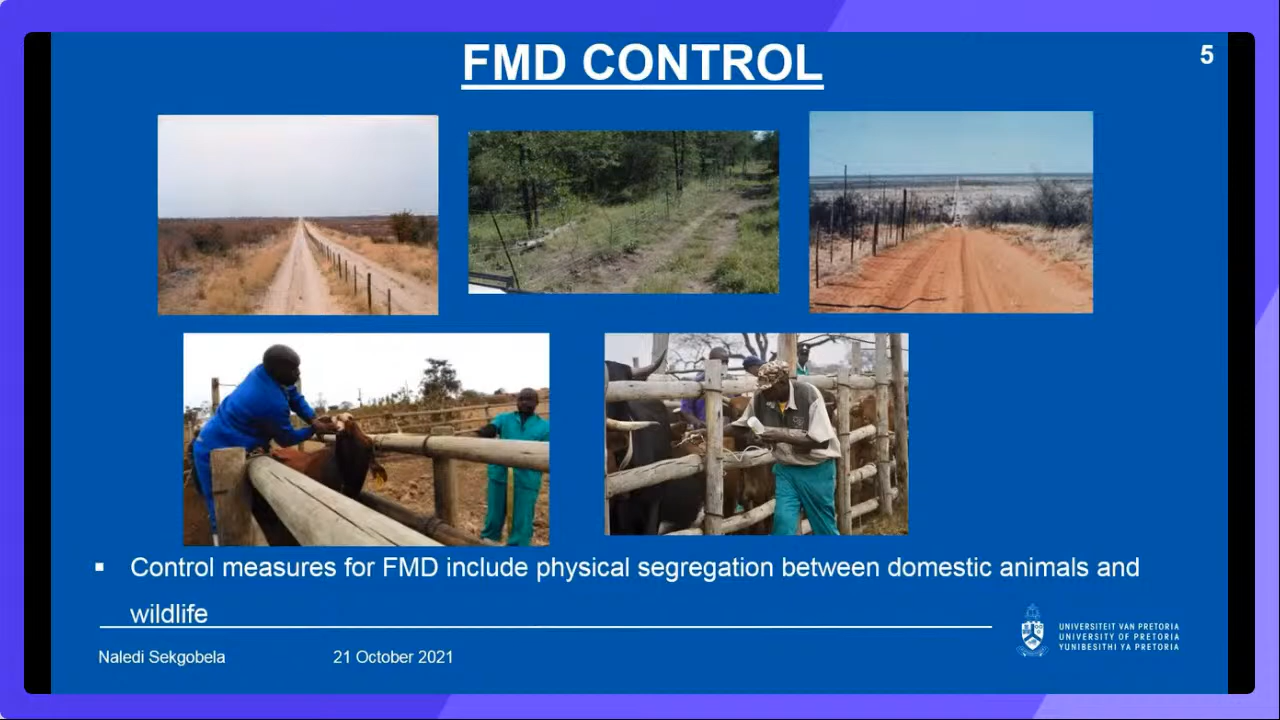 FMD CONTROL
5
▪ Control measures for FMD include physical segregation between domestic animals and
wildlife
Naledi Sekgobela
21 October 2021
UNIVERSITEIT VAN PRETORIA
UNIVERSITY OF PRETORIA
YUNIBESITHI YA PRETORIA